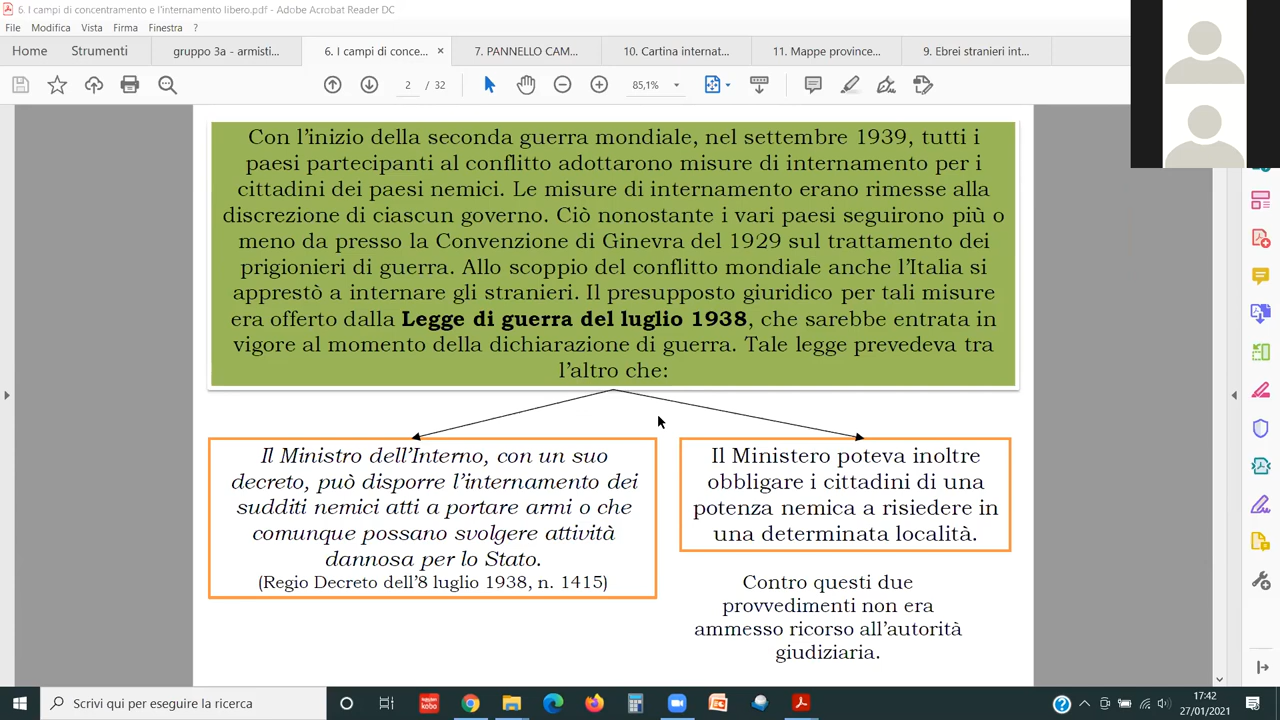 6. I campi di concentramento e l'internamento libero.pdf - Adobe Acrobat Reader DC
File Modifica Vista Firma Finestra ?
Home Strumenti gruppo 3a - armisti... 6. I campi di conce... × 7. PANNELLO CAM... 10. Cartina internat... 11. Mappe province... 9. Ebrei stranieri int...
2 / 32 85,1%
Con l'inizio della seconda guerra mondiale, nel settembre 1939, tutti i
paesi partecipanti al conflitto adottarono misure di internamento per i
cittadini dei paesi nemici. Le misure di internamento erano rimesse alla
discrezione di ciascun governo. Ciò nonostante i vari paesi seguirono più o
meno da presso la Convenzione di Ginevra del 1929 sul trattamento dei
prigionieri di guerra. Allo scoppio del conflitto mondiale anche l'Italia si
apprestò a internare gli stranieri. Il presupposto giuridico per tali misure
era offerto dalla Legge di guerra del luglio 1938, che sarebbe entrata in
vigore al momento della dichiarazione di guerra. Tale legge prevedeva tra
l'altro che:
Il Ministro dell'Interno, con un suo
decreto, può disporre l'internamento dei
sudditi nemici atti a portare armi o che
comunque possano svolgere attività
dannosa per lo Stato.
(Regio Decreto dell'8 luglio 1938, n. 1415)
Il Ministero poteva inoltre
obbligare i cittadini di una
potenza nemica a risiedere in
una determinata località.
Contro questi due
provvedimenti non era
ammesso ricorso all'autorità
giudiziaria.
Scrivi qui per eseguire la ricerca
Rakuten
kobo
17:42
27/01/2021